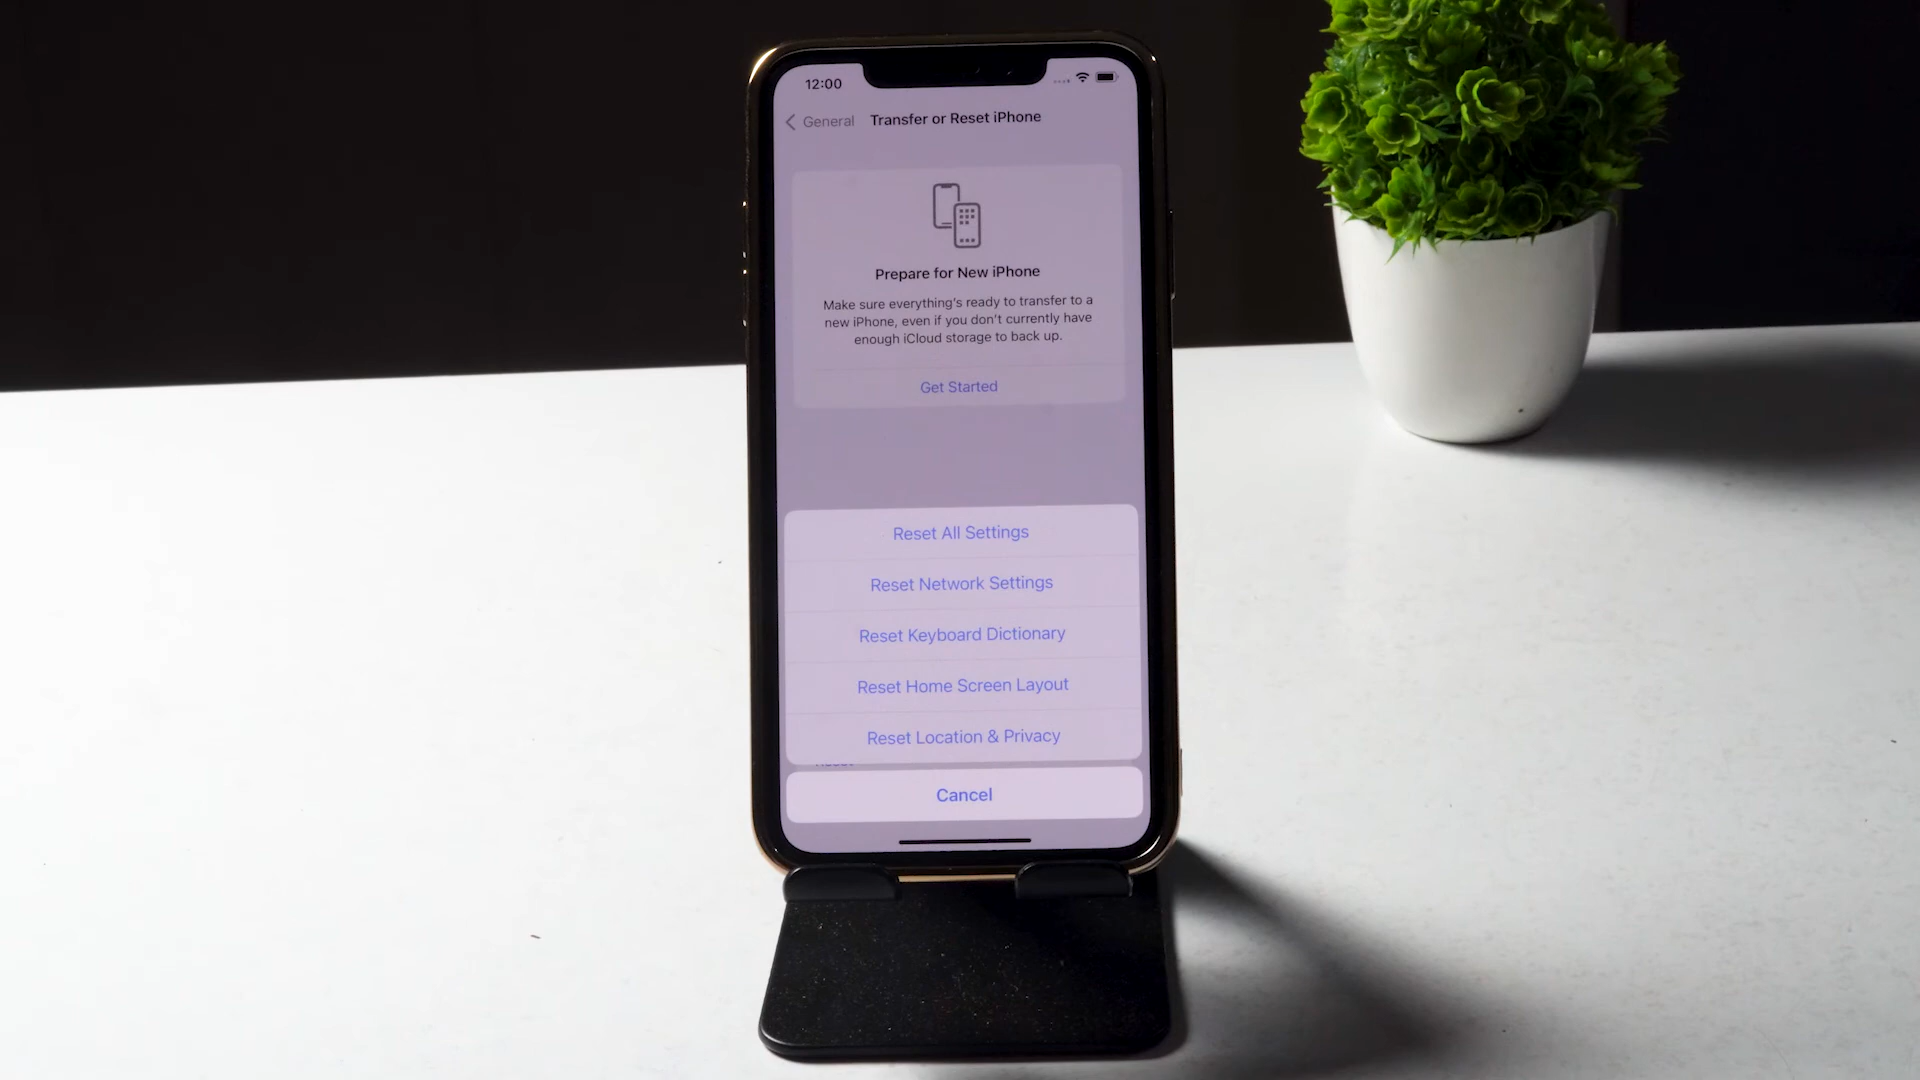 12:00
General
Transfer or Reset iPhone
Prepare for New iPhone
Make sure everything's ready to transfer to a
new iPhone, even if you don't currently have
enough iCloud storage to back up.
Get Started
Reset All Settings
Reset Network Settings
Reset Keyboard Dictionary
Reset Home Screen Layout
Reset Location & Privacy
Cancel